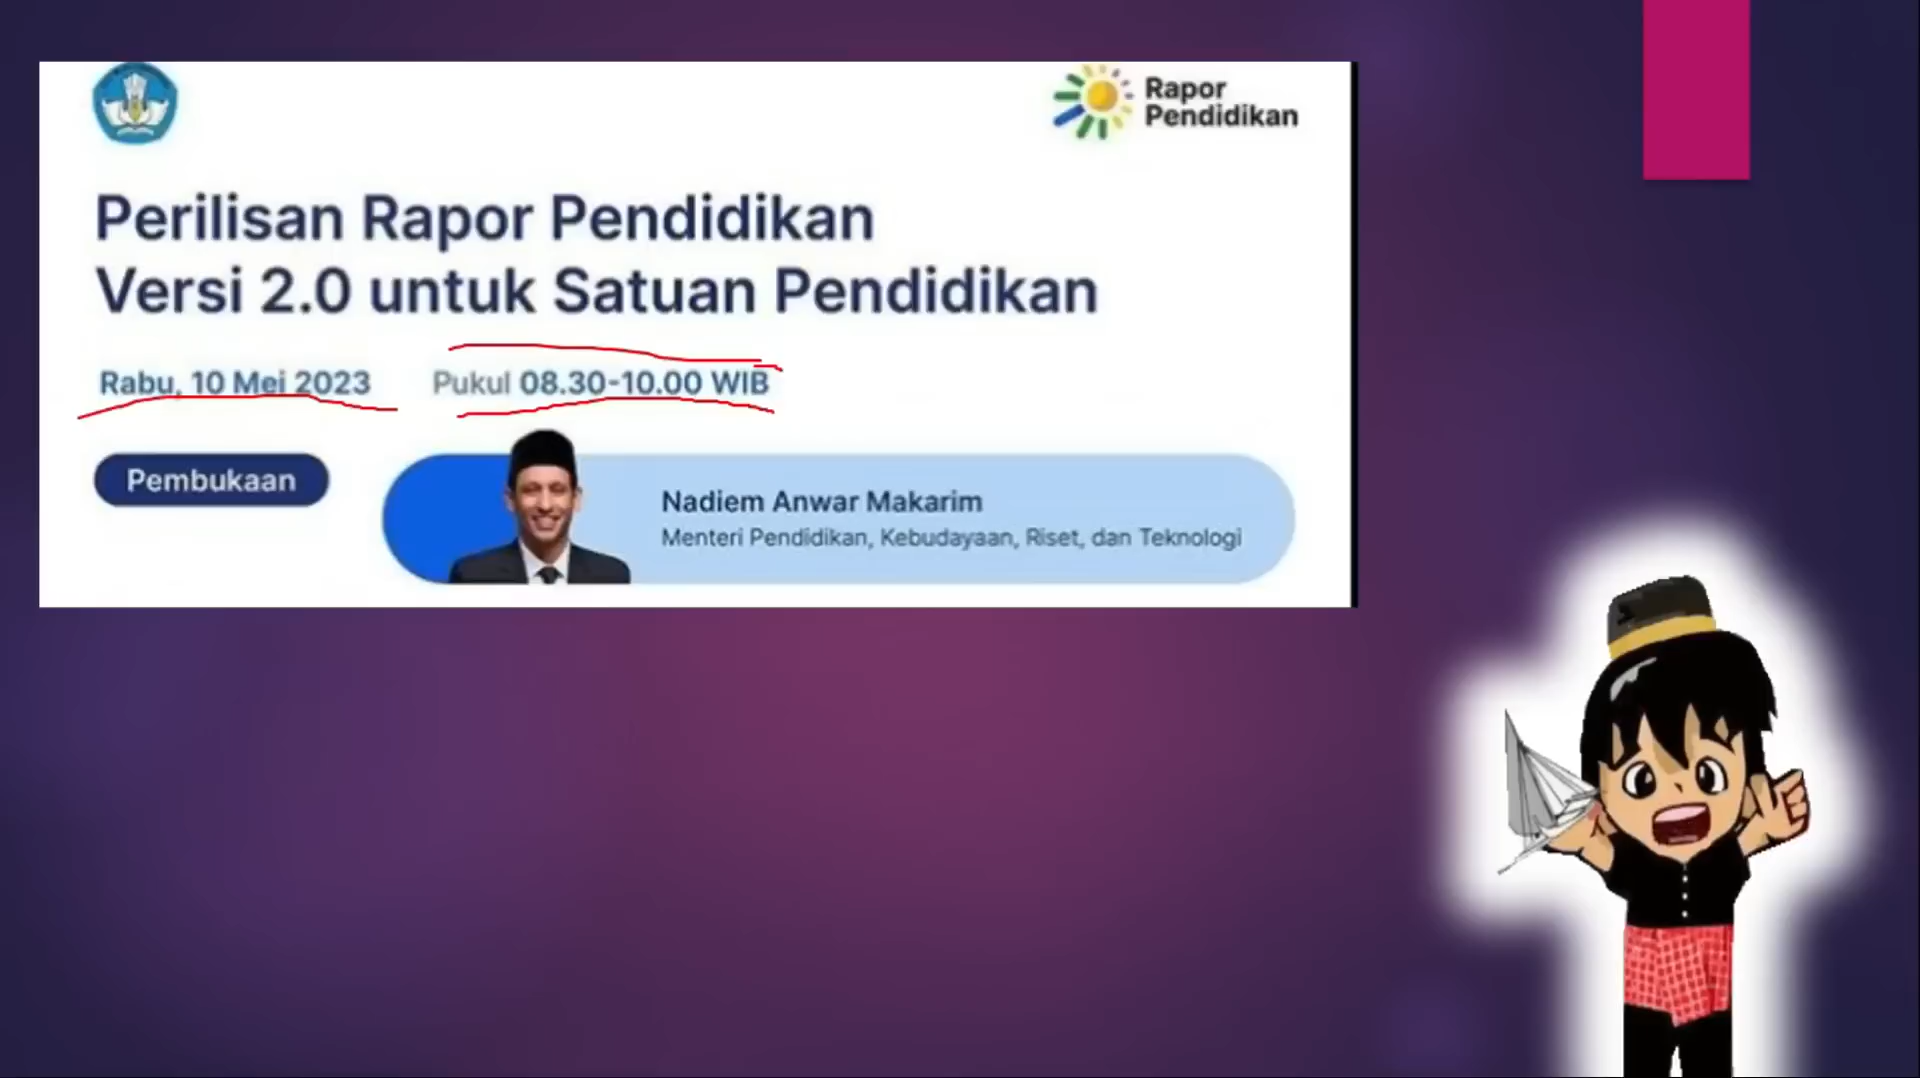 Rapor
Pendidikan
Perilisan Rapor Pendidikan
Versi 2.0 untuk Satuan Pendidikan
Rabu, 10 Mei 2023 Pukul 08.30-10.00 WIB
Pembukaan
Nadiem Anwar Makarim
Menteri Pendidikan, Kebudayaan, Riset, dan Teknologi